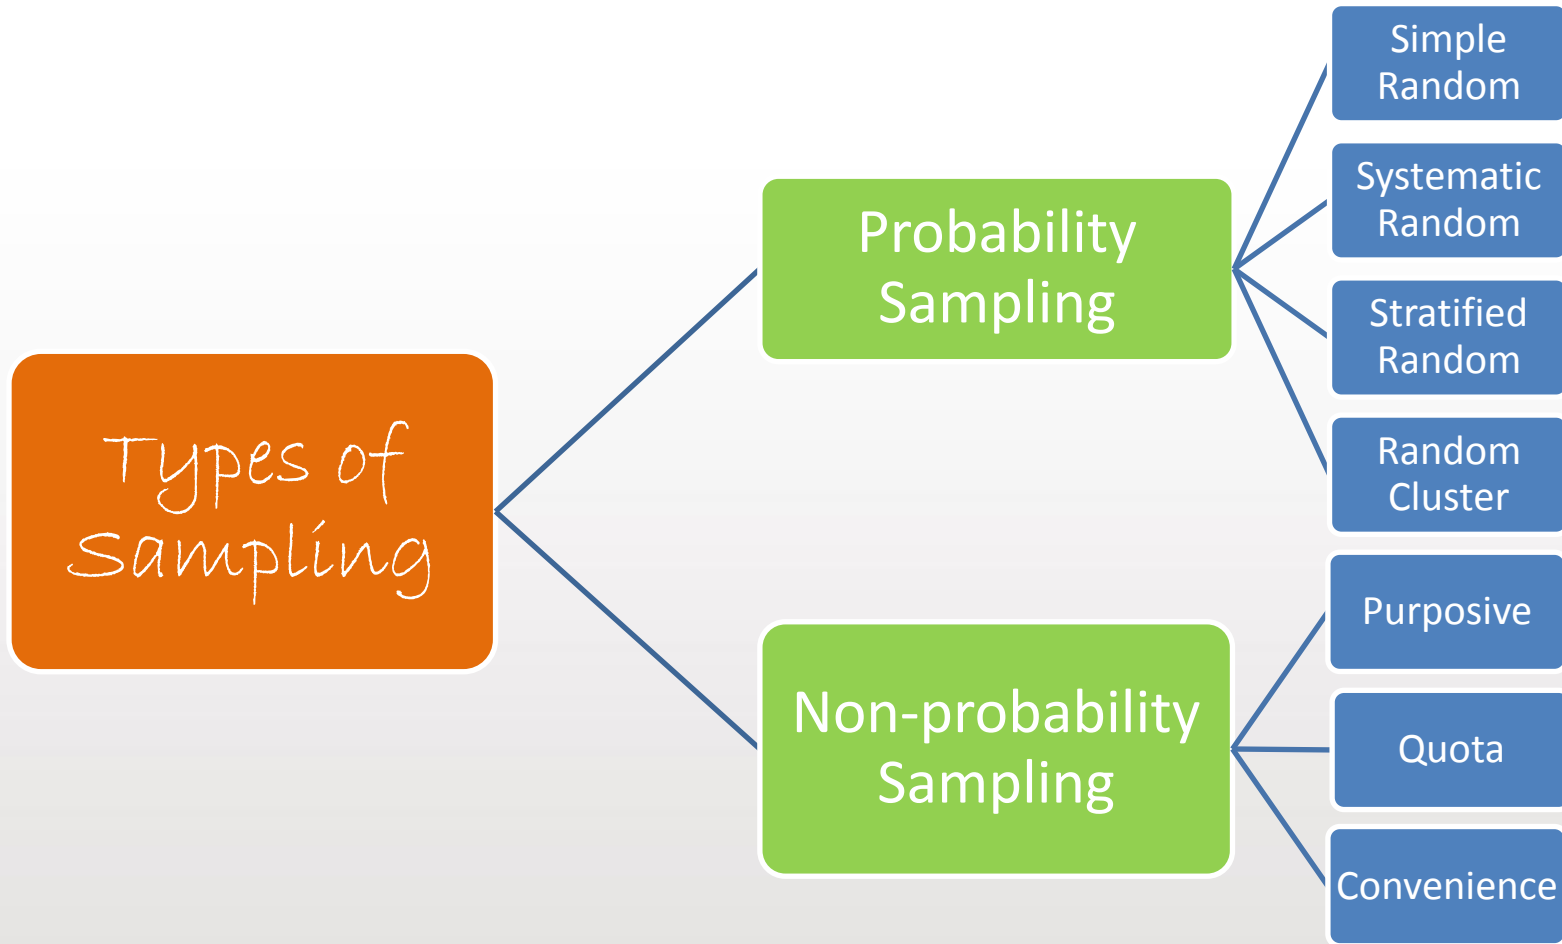 Types of
Sampling
Probability
Sampling
Simple
Random
Systematic
Random
Stratified
Random
Random
Cluster
Non-probability
Sampling
Purposive
Quota
Convenience